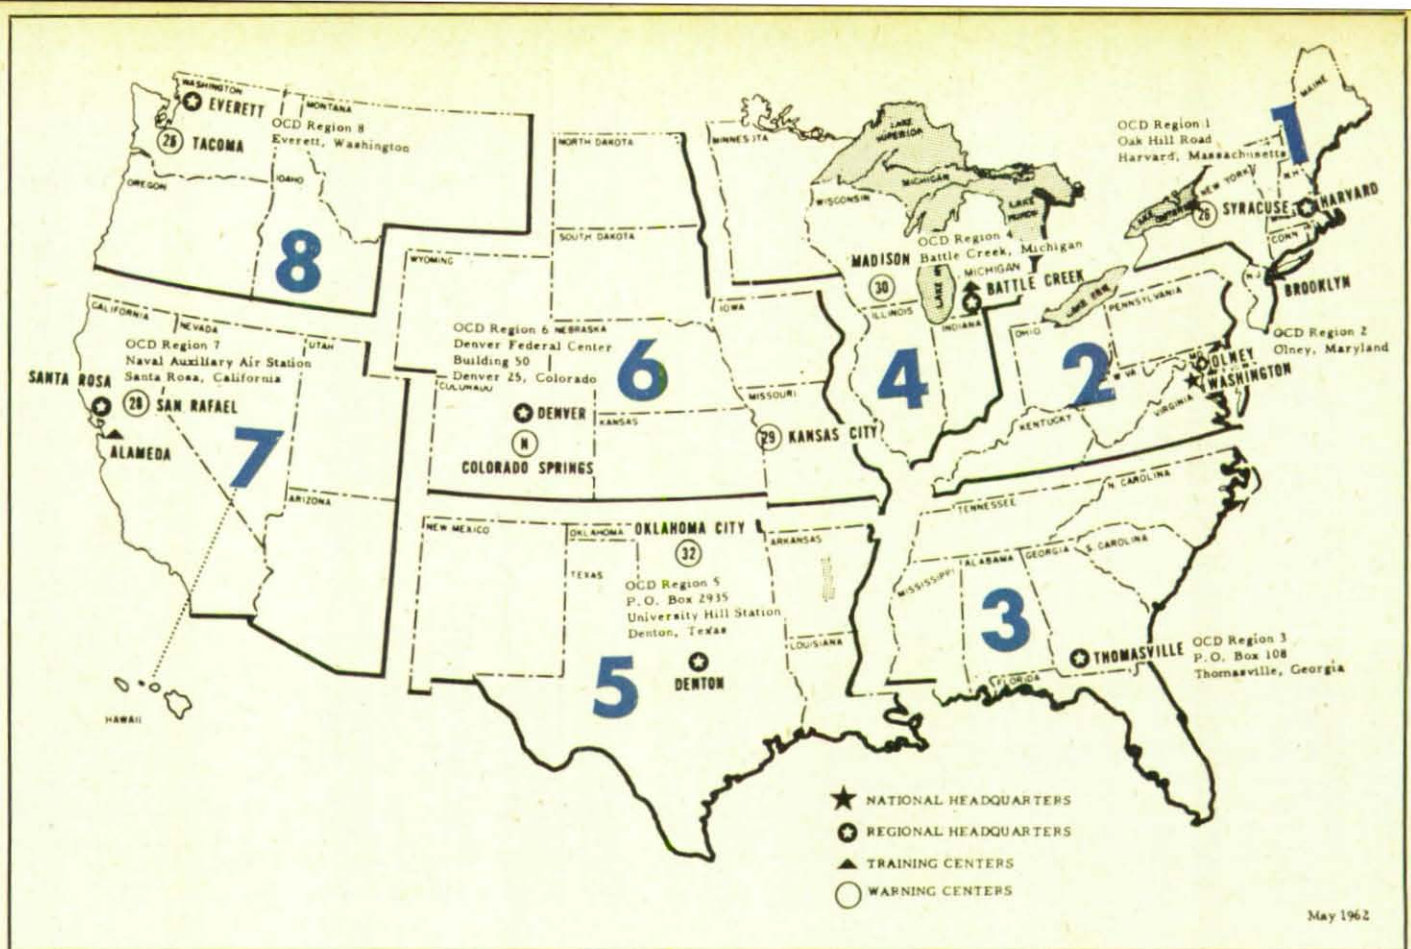 WASHINGTON
EVERETT
MONTANA
OCD Region 8
Everett, Washington
26
TACOMA
OREGON
IDAHO
8
NORTH DAKOTA
SOUTH DAKOTA
WYOMING
MINNESOTA
LAKE
SUPERIOR
MICHIGAN
WISCONSIN
LAKE
HURON
OCD Region 4
Battle Creek, Michigan
MADISON
30
MICHIGAN
BATTLE CREEK
ILLINOIS
INDIANA
4
OCD Region 1
Oak Hill Road
Harvard, Massachusetts
1
MAINE
N.H.
NEW YORK
LAKE
ONTARIO
26
SYRACUSE
HARVARD
CONN
N.J.
BROOKLYN
LAKE ERIE
PENNSYLVANIA
OHIO
2
OCD Region 2
Olney, Maryland
OLNEY
WASHINGTON
W VA
VIRGINIA
KENTUCKY
CALIFORNIA
NEVADA
UTAH
OCD Region 7
Naval Auxiliary Air Station
Santa Rosa, California
SANTA ROSA
28
SAN RAFAEL
ALAMEDA
7
ARIZONA
HAWAII
OCD Region 6
Denver Federal Center
Building 50
Denver 25, Colorado
NEBRASKA
IOWA
COLORADO
6
DENVER
N
COLORADO SPRINGS
KANSAS
MISSOURI
29
KANSAS CITY
NEW MEXICO
OKLAHOMA
OKLAHOMA CITY
32
ARKANSAS
TEXAS
OCD Region 5
P.O. Box 2935
University Hill Station
Denton, Texas
LOUISIANA
5
DENTON
TENNESSEE
N. CAROLINA
S. CAROLINA
MISSISSIPPI
ALABAMA
GEORGIA
3
FLORIDA
THOMASVILLE
OCD Region 3
P.O. Box 108
Thomasville, Georgia
NATIONAL HEADQUARTERS
REGIONAL HEADQUARTERS
TRAINING CENTERS
WARNING CENTERS
May 1962